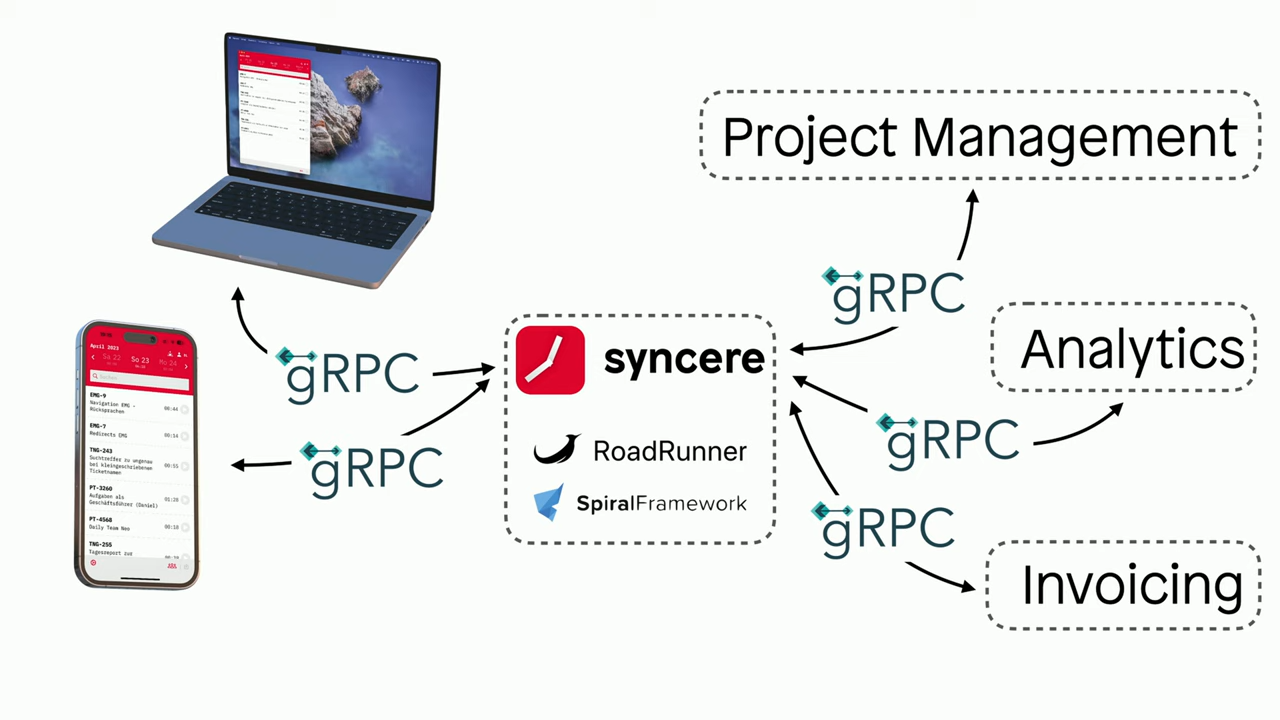 Project Management
gRPC
Analytics
gRPC
syncere
gRPC
gRPC
RoadRunner
SpiralFramework
gRPC
Invoicing
April 2023
Sa 22
So 23
Mo 24
Suchen
EMG-9
Navigation EMG -
Rücksprachen
00:44
EMG-7
Redirects EMG
00:14
TNG-243
Suchtreffer zu ungenau
bei kleingeschriebenen
Ticketnamen
00:55
PT-3260
Aufgaben als
Geschäftsführer (Daniel)
01:28
PT-4568
Daily Team Neo
00:18
TNG-255
Tagesreport zur